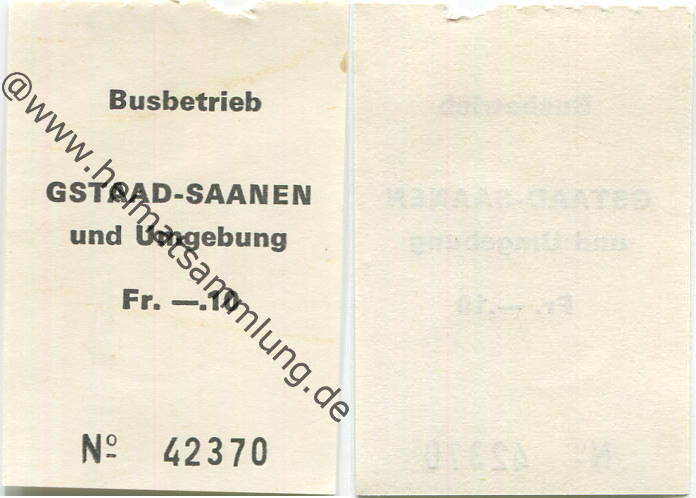 Busbetrieb
GSTAAD-SAANEN
und Umgebung
Fr. —.10
Nº 42370
@www.heimatsammlung.de